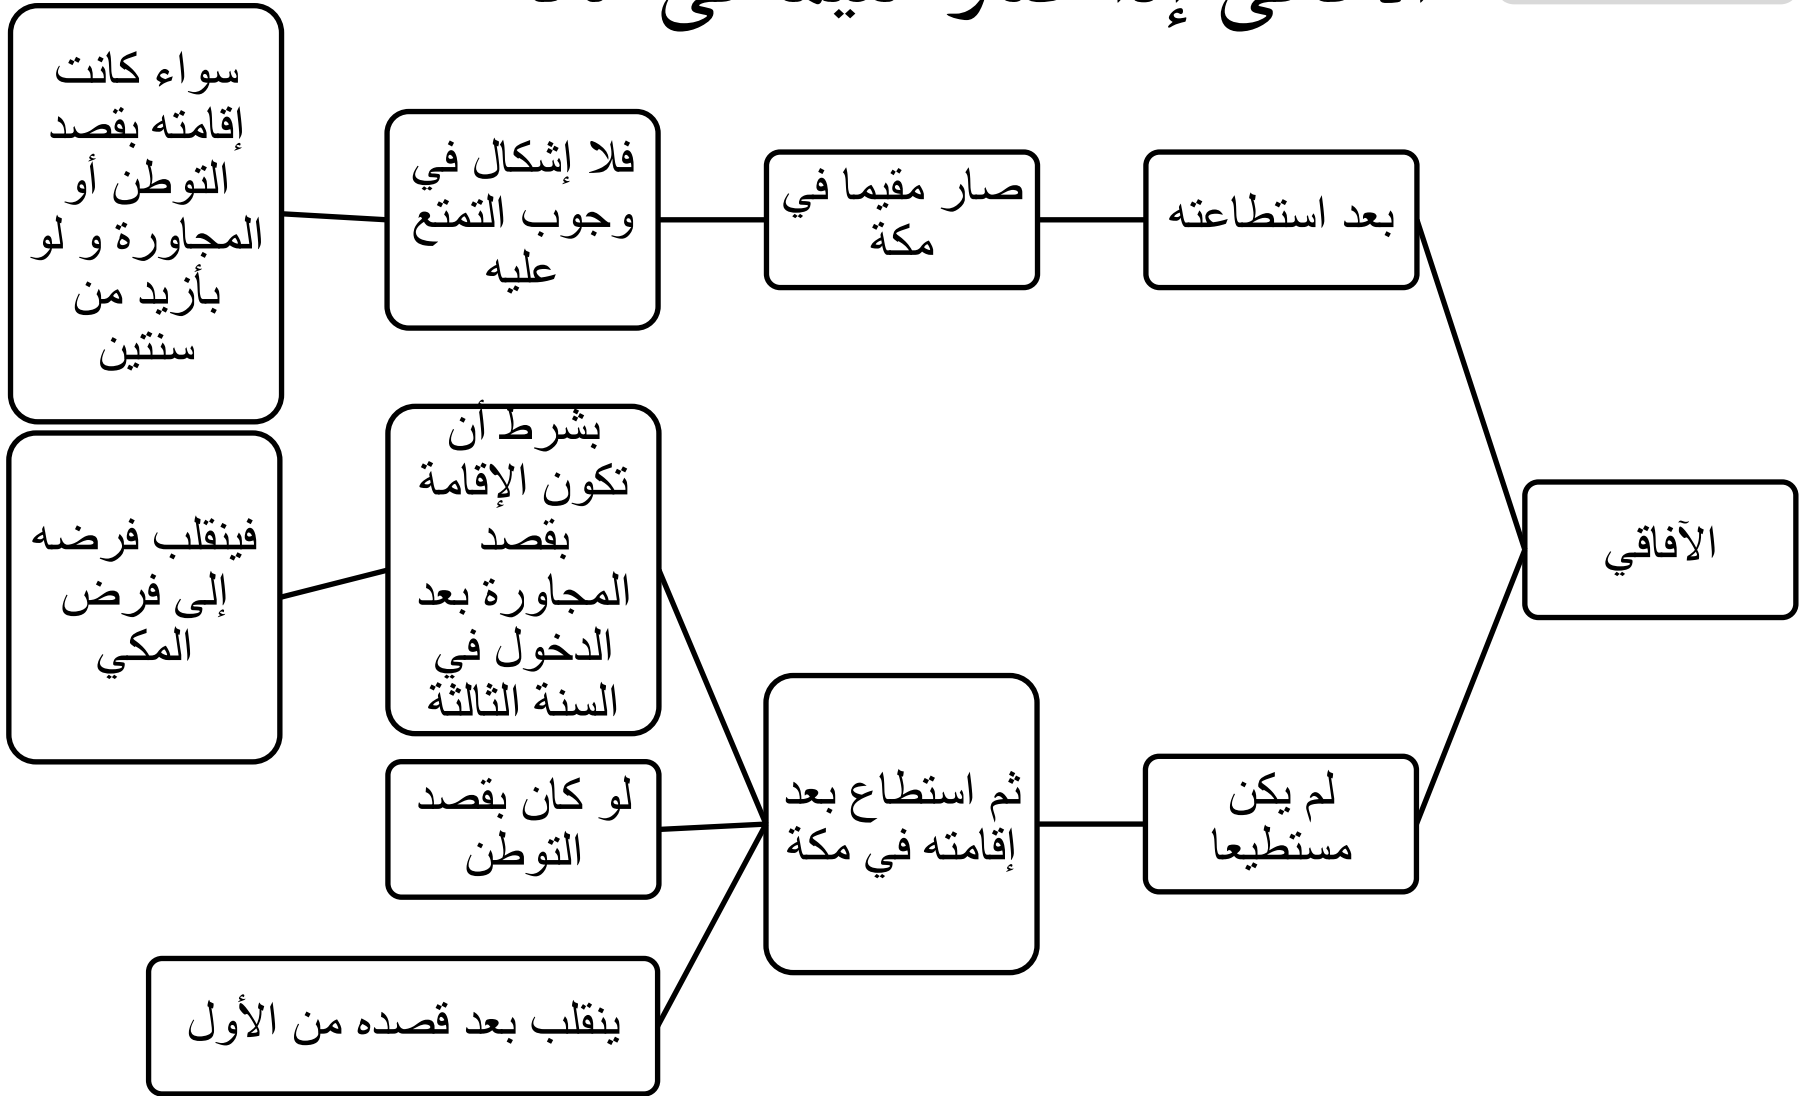 الآفاقي
بعد استطاعته
صار مقيما في
مكة
فلا إشكال في
وجوب التمتع
عليه
سواء كانت
إقامته بقصد
التوطن أو
المجاورة و لو
بأزيد من
سنتين
لم يكن
مستطيعا
ثم استطاع بعد
إقامته في مكة
بشرط أن
تكون الإقامة
بقصد
المجاورة بعد
الدخول في
السنة الثالثة
فينقلب فرضه
إلى فرض
المكي
لو كان بقصد
التوطن
ينقلب بعد قصده من الأول